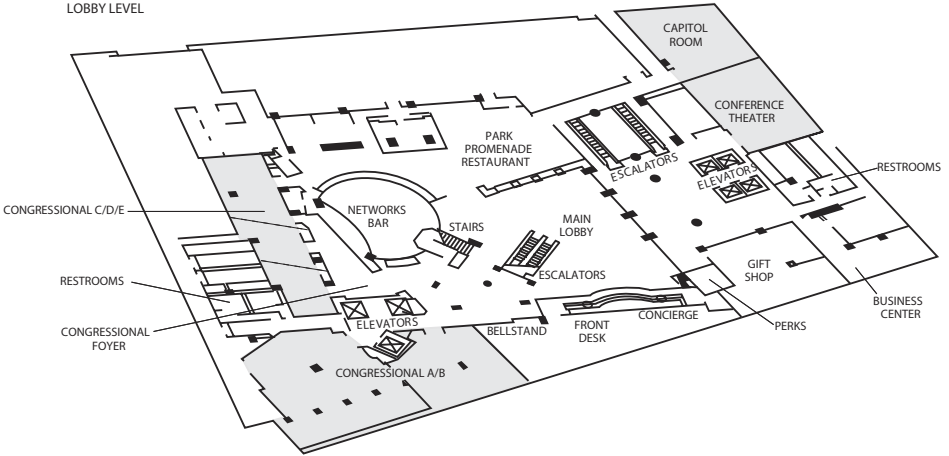 LOBBY LEVEL
CAPITOL
ROOM
CONFERENCE
THEATER
PARK
PROMENADE
RESTAURANT
ESCALATORS
ELEVATORS
RESTROOMS
CONGRESSIONAL C/D/E
NETWORKS
BAR
STAIRS
MAIN
LOBBY
ESCALATORS
GIFT
SHOP
RESTROOMS
BUSINESS
CENTER
CONGRESSIONAL
FOYER
ELEVATORS
BELLSTAND
FRONT
DESK
CONCIERGE
PERKS
CONGRESSIONAL A/B